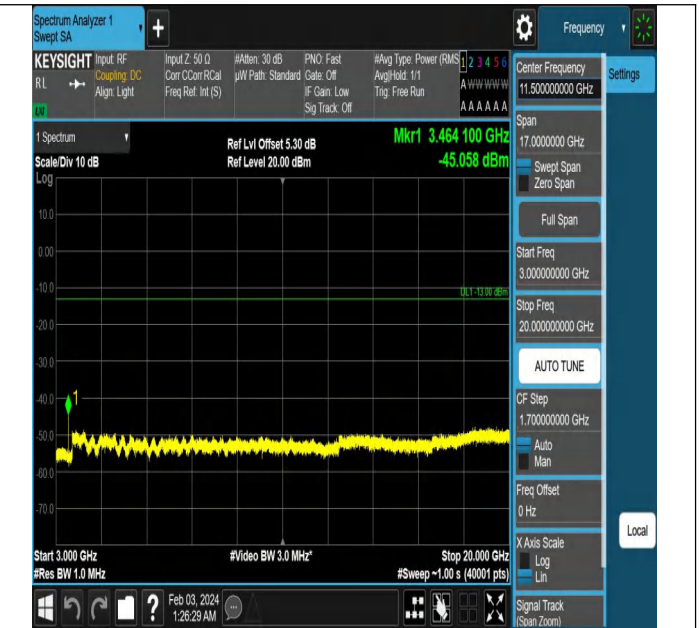 Spectrum Analyzer 1
Swept SA
+
Frequency
KEYSIGHT
RL
Input: RF
Coupling: DC
Align: Light
Input Z: 50 Ω
Corr CCorr RCal
Freq Ref: Int (S)
#Atten: 30 dB
µW Path: Standard
PNO: Fast
Gate: Off
IF Gain: Low
Sig Track: Off
#Avg Type: Power (RMS
Avg|Hold: 1/1
Trig: Free Run
1 2 3 4 5 6
A W W W W W
A A A A A A
1 Spectrum
Scale/Div 10 dB
Log
Ref Lvl Offset 5.30 dB
Ref Level 20.00 dBm
Mkr1 3.464 100 GHz
-45.058 dBm
10.0
0.00
-10.0
DL1 -13.00 dBm
-20.0
-30.0
-40.0
1
-50.0
-60.0
-70.0
Start 3.000 GHz
#Res BW 1.0 MHz
#Video BW 3.0 MHz*
Stop 20.000 GHz
#Sweep ~1.00 s (40001 pts)
?
Feb 03, 2024
1:26:29 AM
Center Frequency
11.500000000 GHz
Settings
Span
17.0000000 GHz
Swept Span
Zero Span
Full Span
Start Freq
3.000000000 GHz
Stop Freq
20.000000000 GHz
AUTO TUNE
CF Step
1.700000000 GHz
Auto
Man
Freq Offset
0 Hz
X Axis Scale
Log
Lin
Local
Signal Track
(Span Zoom)